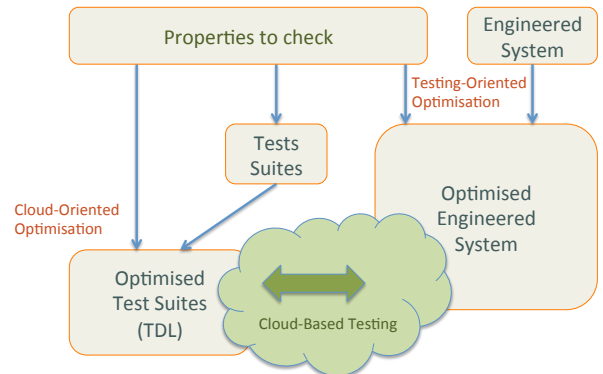 Properties to check
Engineered
System
Testing-Oriented
Optimisation
Tests
Suites
Optimised
Engineered
System
Cloud-Oriented
Optimisation
Optimised
Test Suites
(TDL)
Cloud-Based Testing